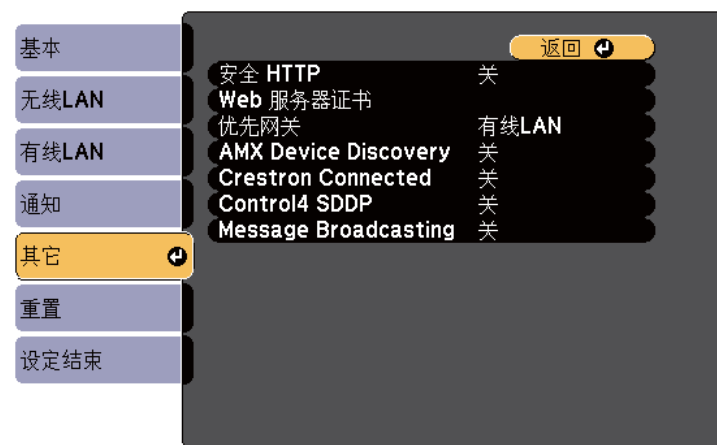 基本
无线LAN
有线LAN
通知
其它
重置
设定结束
返回
安全 HTTP 关
Web 服务器证书
优先网关 有线LAN
AMX Device Discovery 关
Crestron Connected 关
Control4 SDDP 关
Message Broadcasting 关